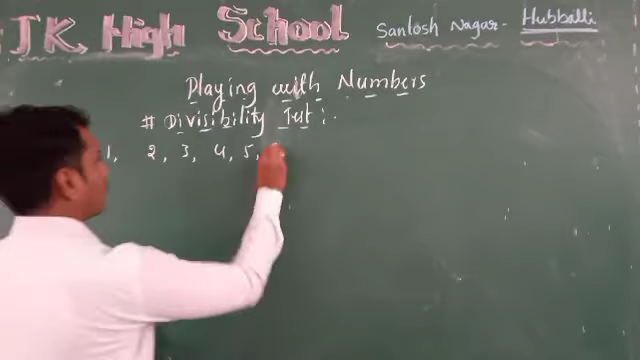 JK High School Santosh Nagar- Hubballi
Playing with Numbers
# Divisibility Test :-
1, 2, 3, 4, 5,